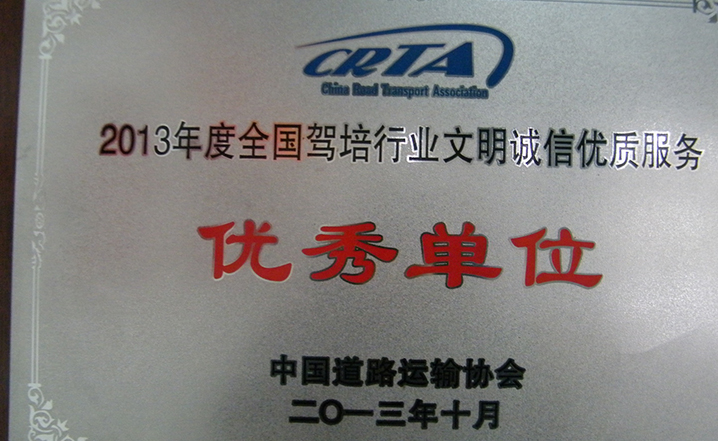 CRTA
China Road Transport Association
2013年度全国驾培行业文明诚信优质服务
优秀单位
中国道路运输协会
二〇一三年十月